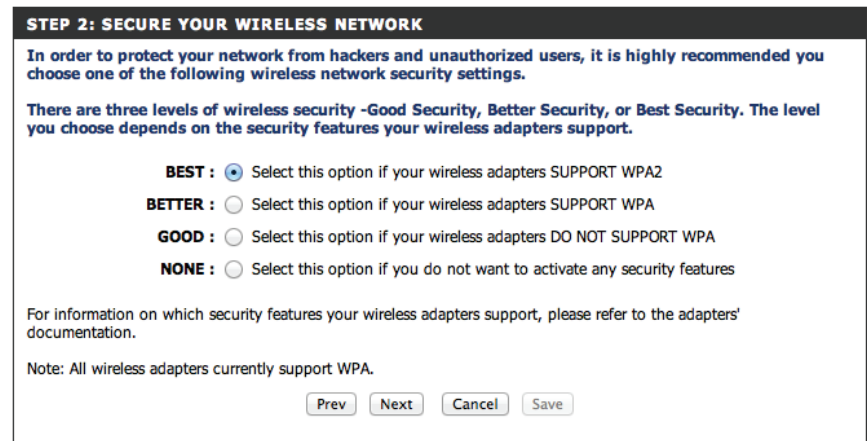 STEP 2: SECURE YOUR WIRELESS NETWORK
In order to protect your network from hackers and unauthorized users, it is highly recommended you
choose one of the following wireless network security settings.
There are three levels of wireless security -Good Security, Better Security, or Best Security. The level
you choose depends on the security features your wireless adapters support.
BEST : Select this option if your wireless adapters SUPPORT WPA2
BETTER : Select this option if your wireless adapters SUPPORT WPA
GOOD : Select this option if your wireless adapters DO NOT SUPPORT WPA
NONE : Select this option if you do not want to activate any security features
For information on which security features your wireless adapters support, please refer to the adapters'
documentation.
Note: All wireless adapters currently support WPA.
Prev Next Cancel Save